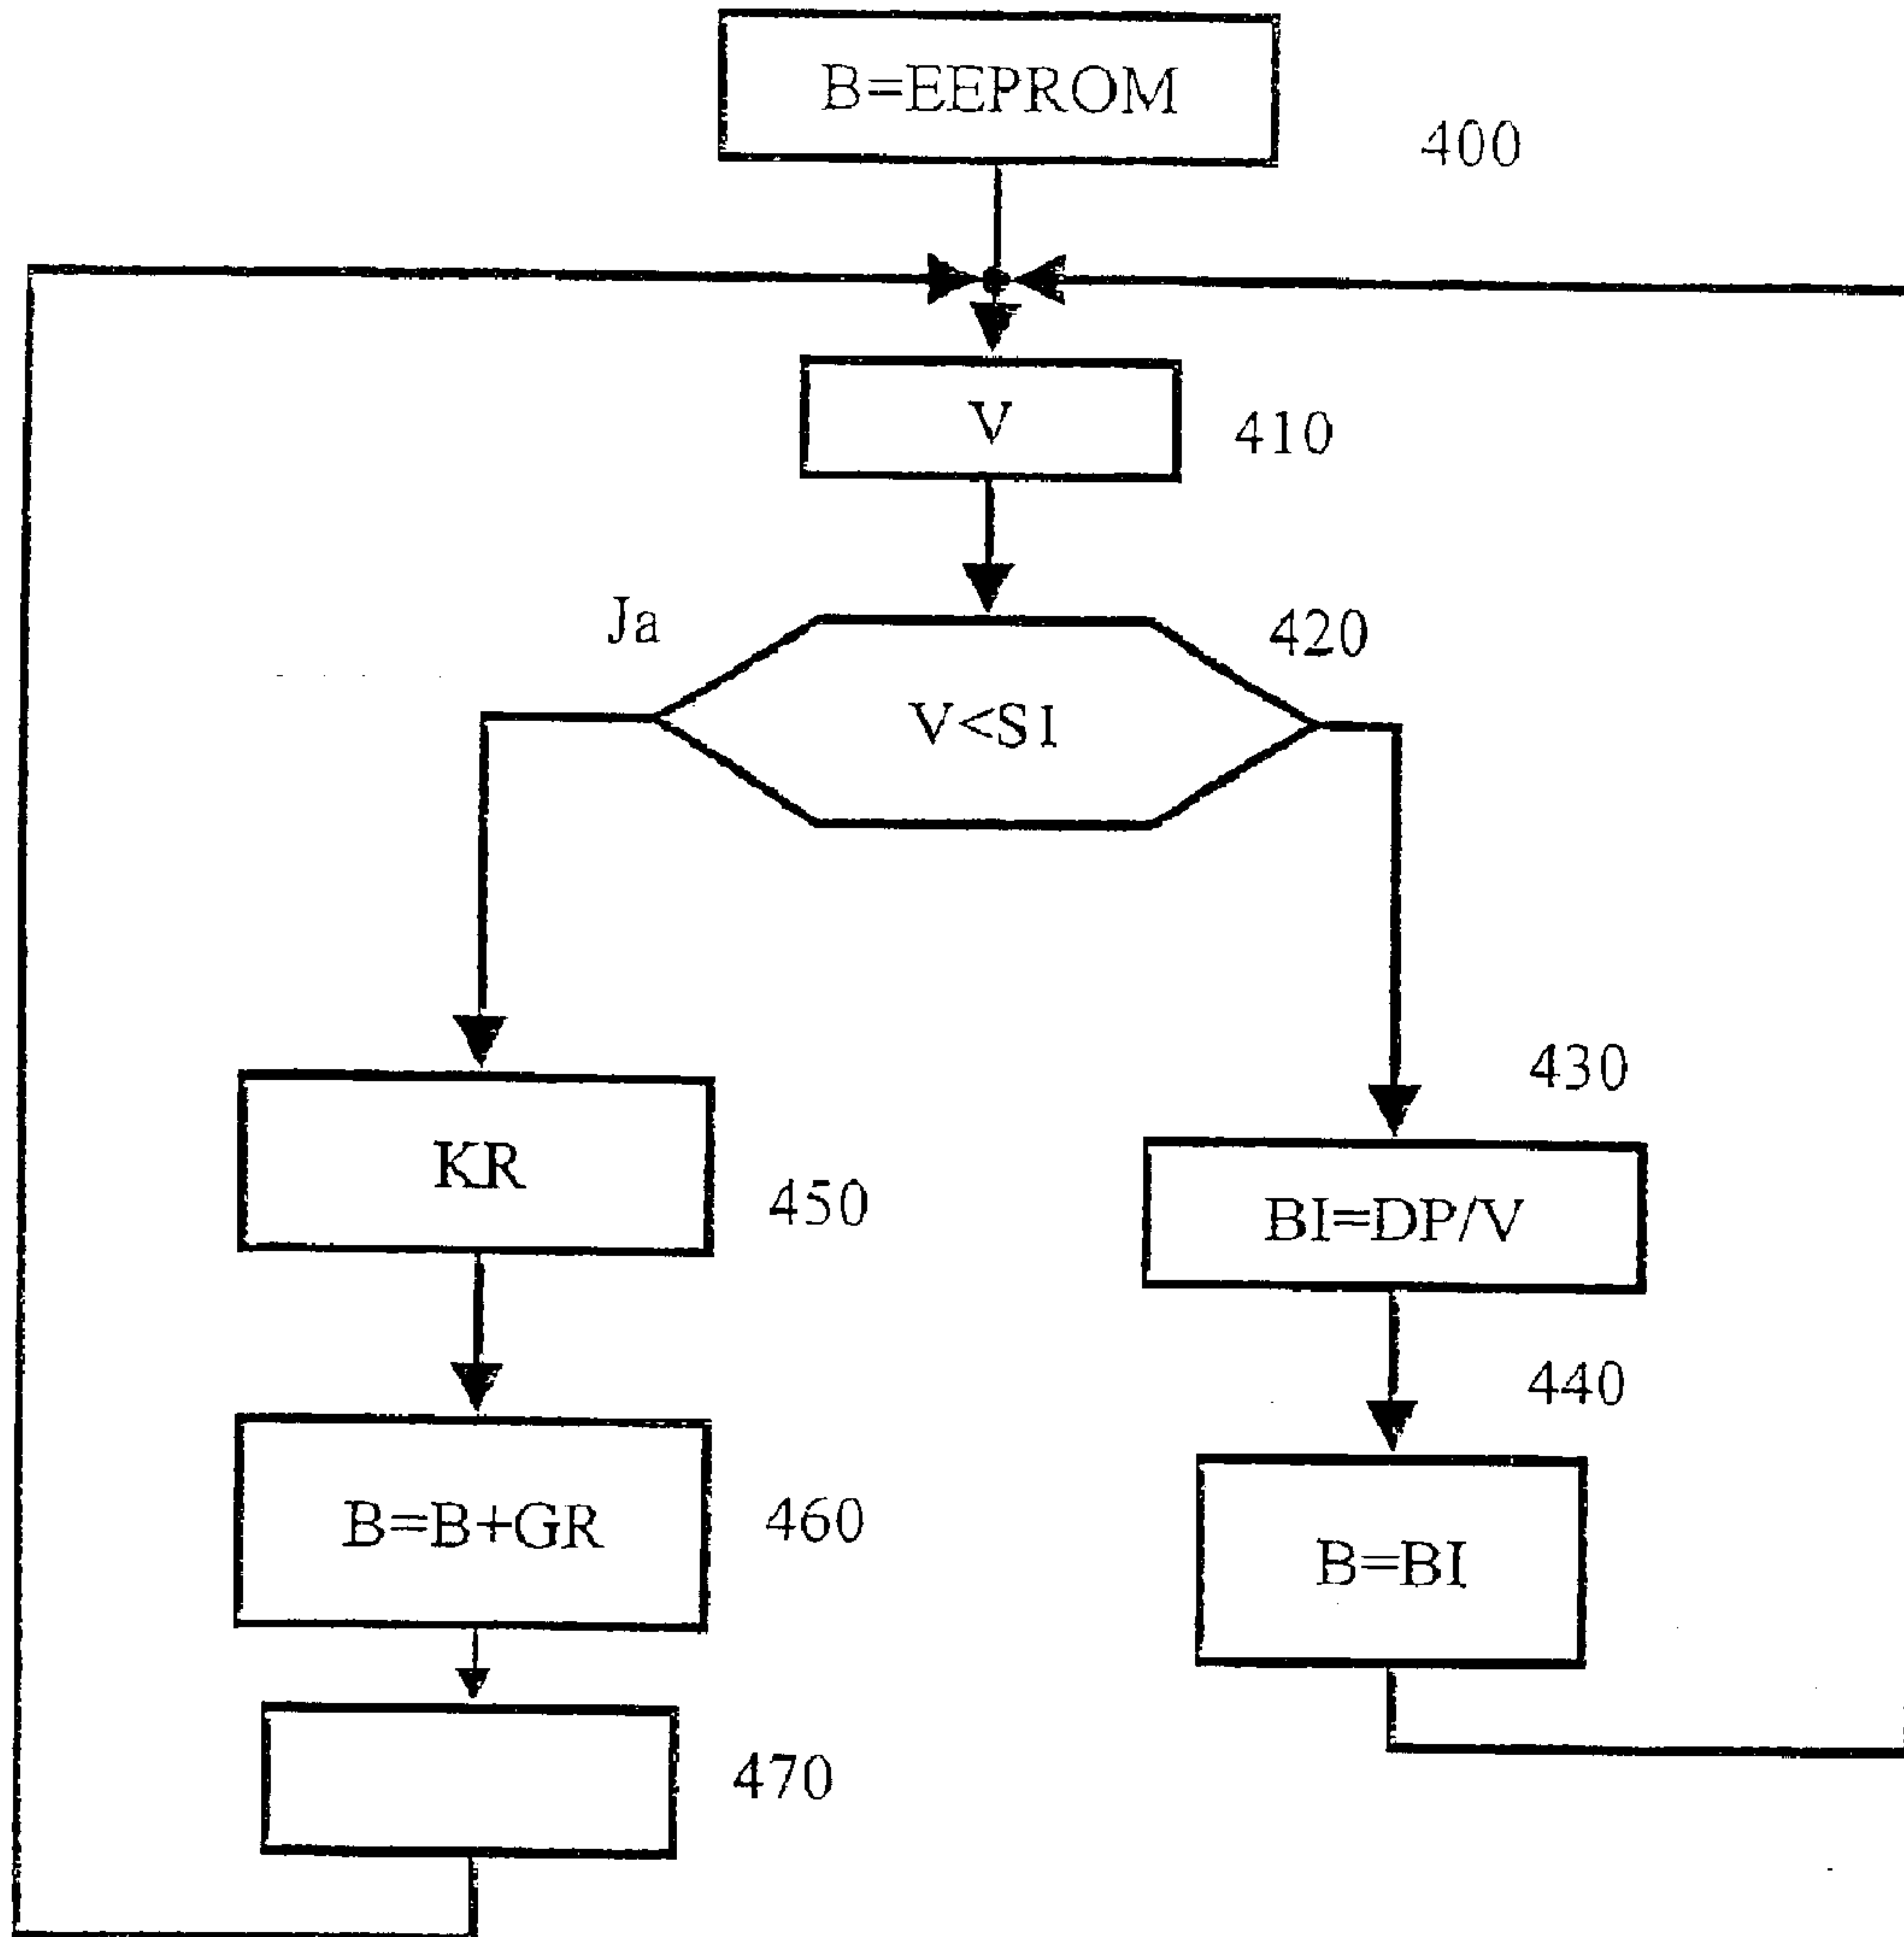 B=EEPROM
400
V
410
Ja
420
V<S1
430
KR
450
BI=DP/V
440
B=B+GR
460
B=BI
470